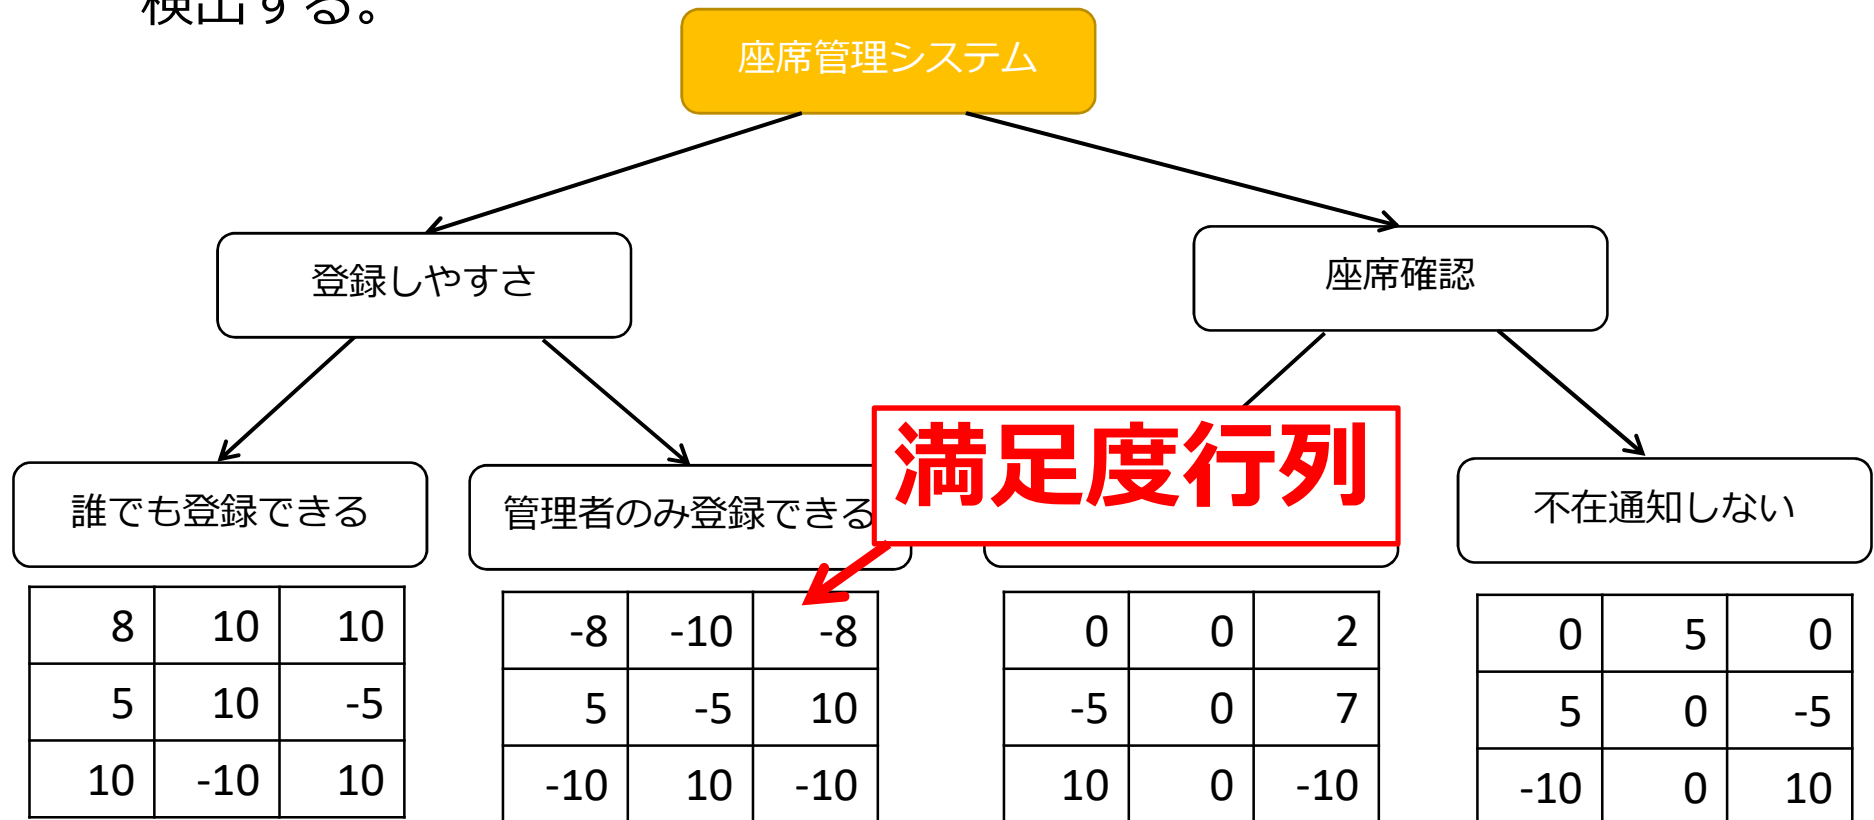 検出する。
座席管理システム
登録しやすさ
座席確認
誰でも登録できる
管理者のみ登録できる
満足度行列
不在通知しない
8 10 10
5 10 -5
10 -10 10
-8 -10 -8
5 -5 10
-10 10 -10
0 0 2
-5 0 7
10 0 -10
0 5 0
5 0 -5
-10 0 10